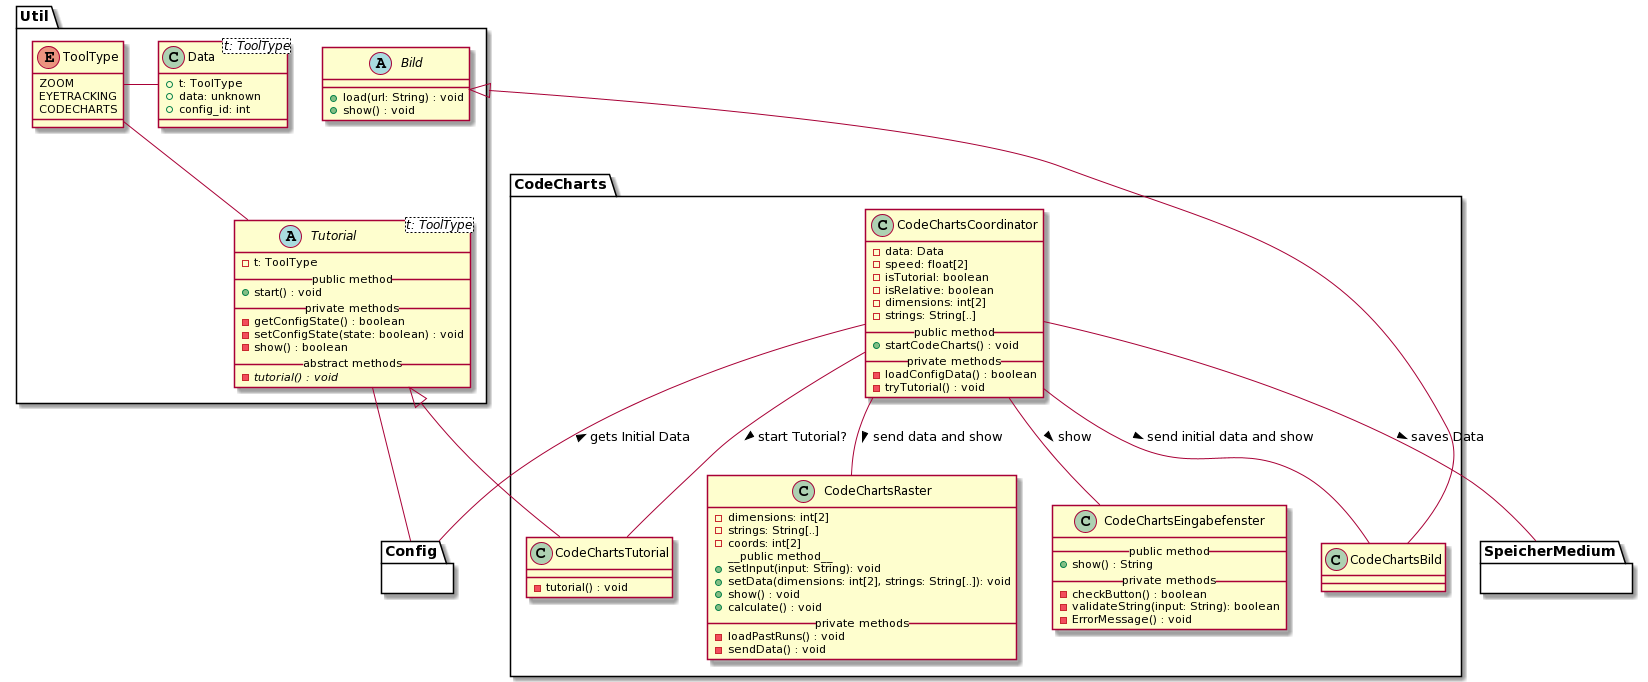 Util
E ToolType
ZOOM
EYETRACKING
CODECHARTS
C Data
t: ToolType
t: ToolType
data: unknown
config_id: int
A Bild
load(url: String) : void
show() : void
A Tutorial
t: ToolType
t: ToolType
public method
start() : void
private methods
getConfigState() : boolean
setConfigState(state: boolean) : void
show() : boolean
abstract methods
tutorial() : void
CodeCharts
C CodeChartsCoordinator
data: Data
speed: float[2]
isTutorial: boolean
isRelative: boolean
dimensions: int[2]
strings: String[..]
public method
startCodeCharts() : void
private methods
loadConfigData() : boolean
tryTutorial() : void
gets Initial Data
start Tutorial?
send data and show
show
send initial data and show
saves Data
C CodeChartsTutorial
tutorial() : void
C CodeChartsRaster
dimensions: int[2]
strings: String[..]
coords: int[2]
__public method__
setInput(input: String): void
setData(dimensions: int[2], strings: String[..]): void
show() : void
calculate() : void
private methods
loadPastRuns() : void
sendData() : void
C CodeChartsEingabefenster
public method
show() : String
private methods
checkButton() : boolean
validateString(input: String): boolean
ErrorMessage() : void
C CodeChartsBild
Config
SpeicherMedium